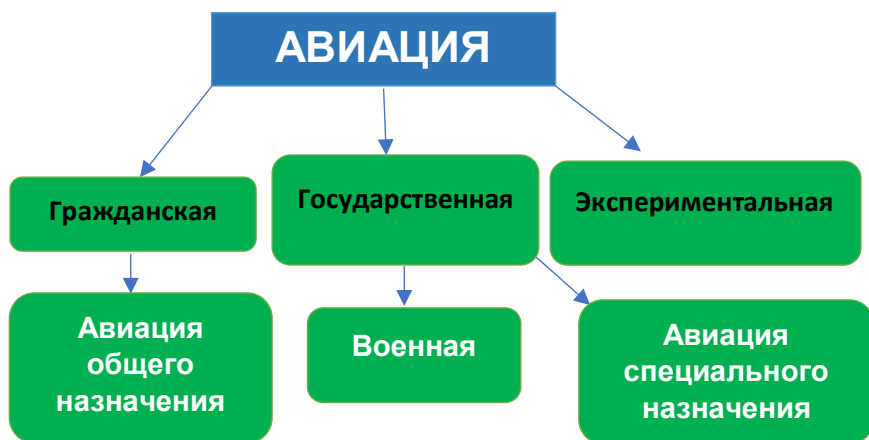 АВИАЦИЯ
Гражданская
Государственная
Экспериментальная
Авиация
общего
назначения
Военная
Авиация
специального
назначения